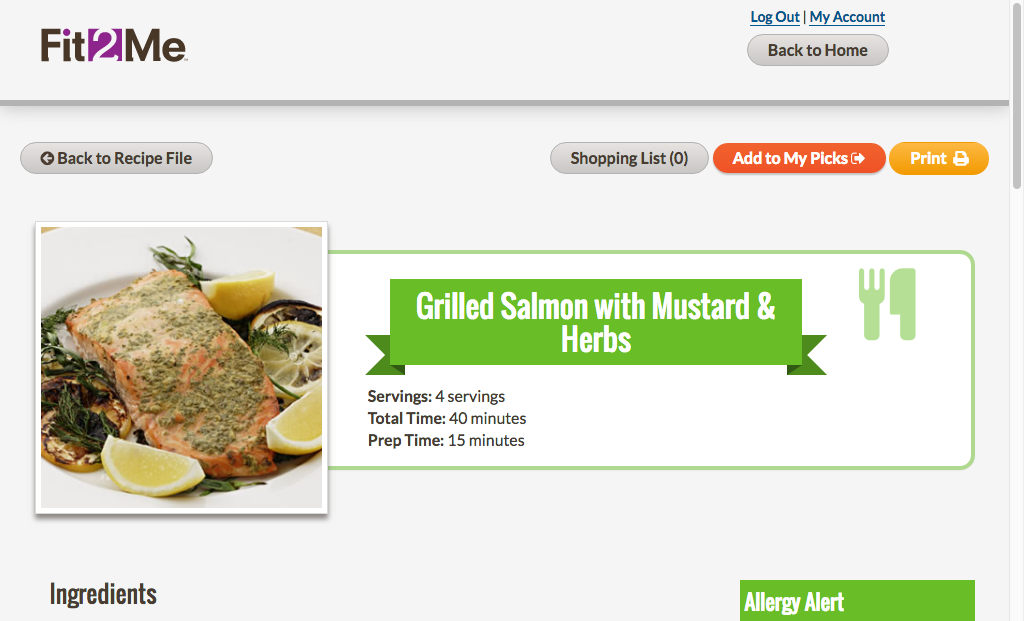 Log Out | My Account
Fit2Me
Back to Home
Back to Recipe File
Shopping List (0)
Add to My Picks
Print
Grilled Salmon with Mustard &
Herbs
Servings: 4 servings
Total Time: 40 minutes
Prep Time: 15 minutes
Ingredients
Allergy Alert